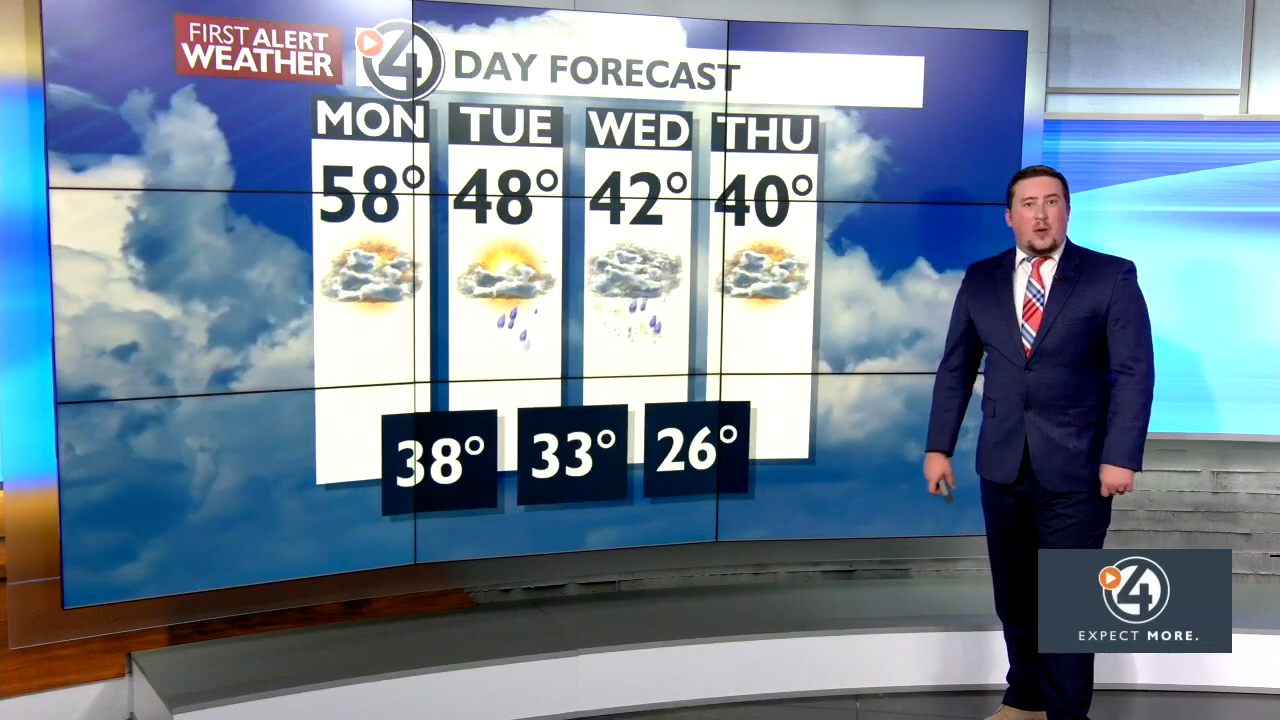 FIRST ALERT
WEATHER
4 DAY FORECAST
MON TUE WED THU
58° 48° 42° 40°
38° 33° 26°
4
EXPECT MORE.